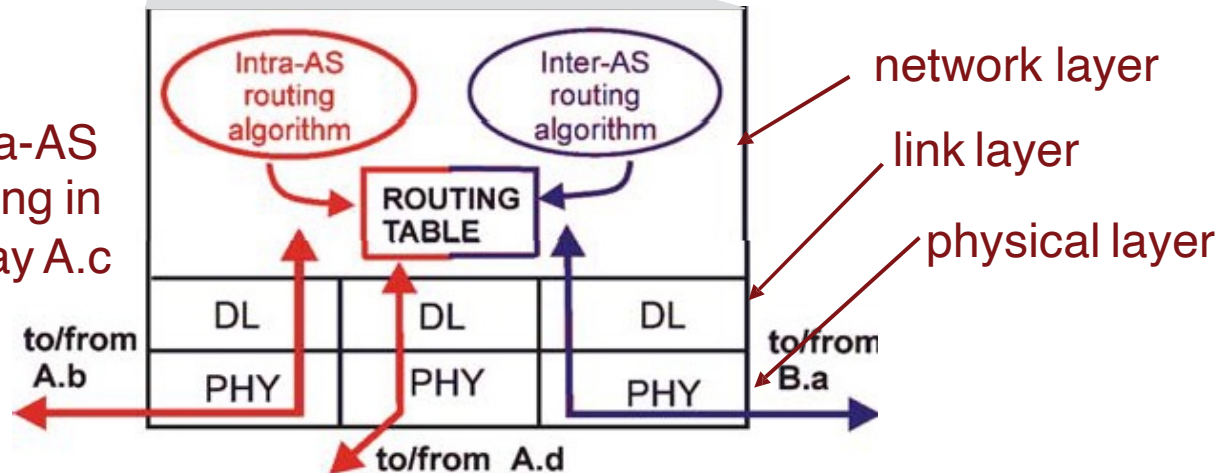 Intra-AS
routing
algorithm
Inter-AS
routing
algorithm
network layer
a-AS
ing in
ay A.c
link layer
ROUTING
TABLE
physical layer
DL
DL
DL
to/from
A.b
to/from
B.a
PHY
PHY
PHY
to/from A.d